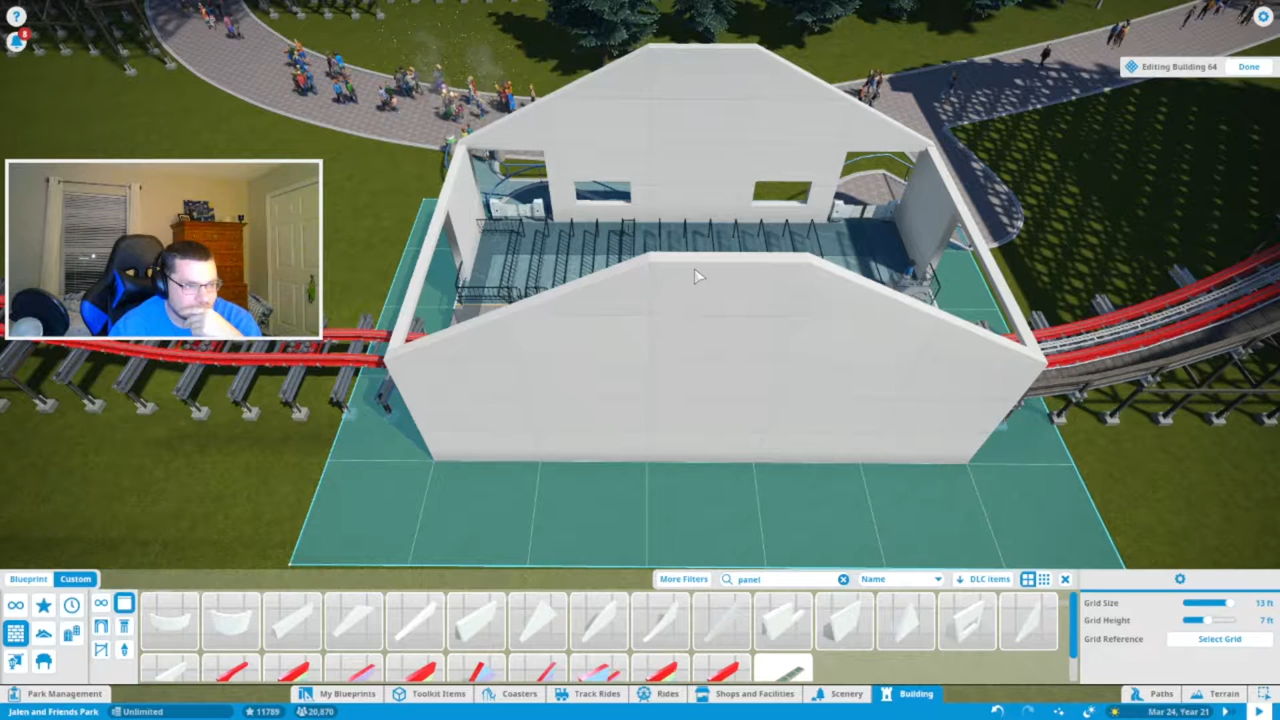 ?
8
Editing Building 64 Done
Blueprint Custom
More Filters panel Name DLC items
Grid Size 13 ft
Grid Height 7 ft
Grid Reference Select Grid
Park Management My Blueprints Toolkit Items Coasters Track Rides Rides Shops and Facilities Scenery Building Paths Terrain
Jalen and Friends Park Unlimited 11789 20,870 Mar 24, Year 21